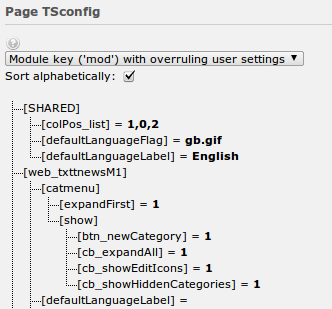 Page TSconfig
Module key ('mod') with overruling user settings
Sort alphabetically:
[SHARED]
[colPos_list] = 1,0,2
[defaultLanguageFlag] = gb.gif
[defaultLanguageLabel] = English
[web_txttnewsM1]
[catmenu]
[expandFirst] = 1
[show]
[btn_newCategory] = 1
[cb_expandAll] = 1
[cb_showEditIcons] = 1
[cb_showHiddenCategories] = 1
[defaultLanguageLabel] =